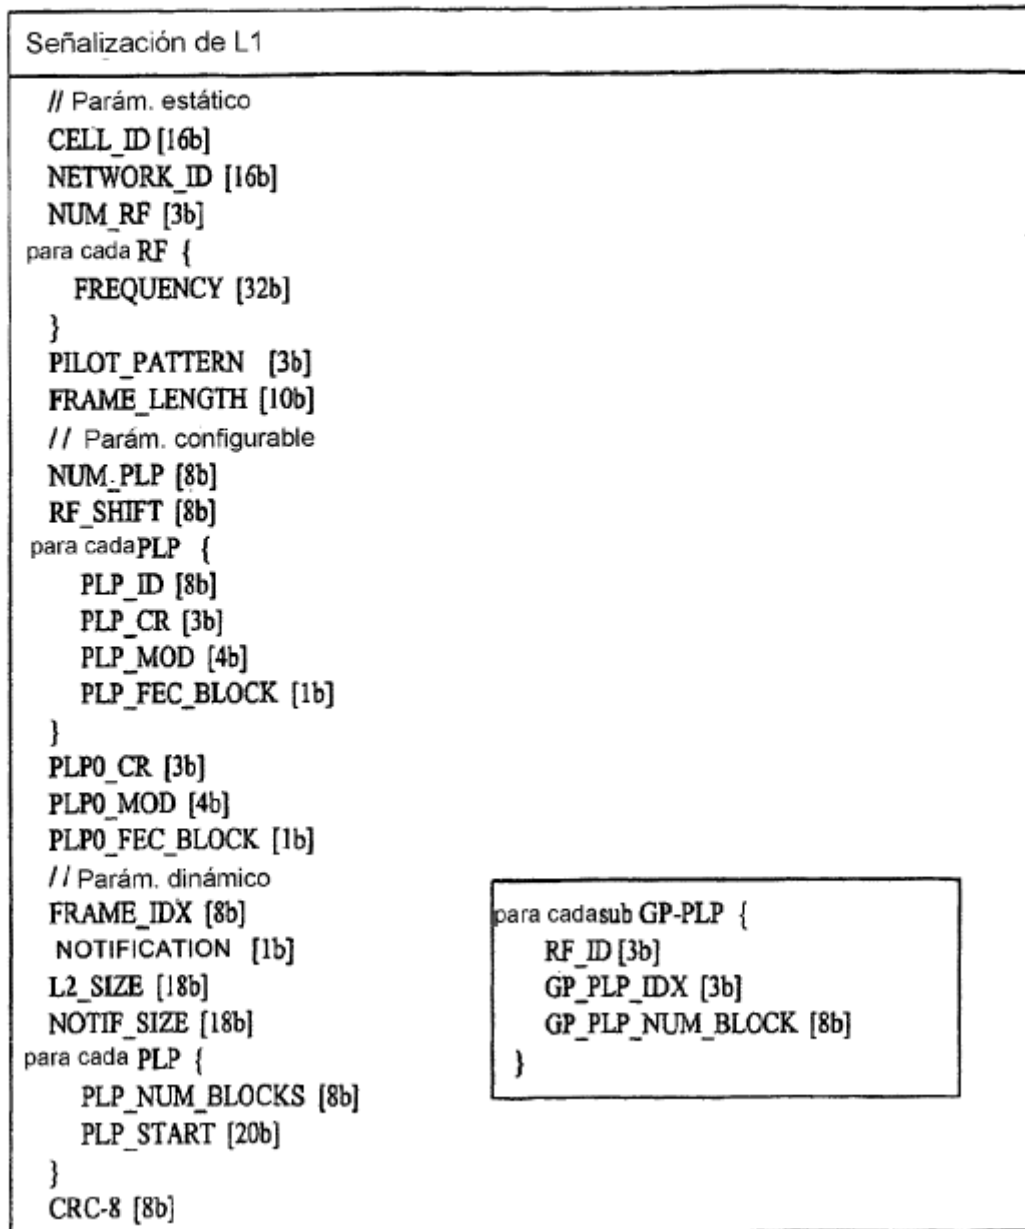 Señalización de L1
// Parám. estático
CELL_ID [16b]
NETWORK_ID [16b]
NUM_RF [3b]
para cada RF {
FREQUENCY [32b]
}
PILOT_PATTERN [3b]
FRAME_LENGTH [10b]
// Parám. configurable
NUM_PLP [8b]
RF_SHIFT [8b]
para cada PLP {
PLP_ID [8b]
PLP_CR [3b]
PLP_MOD [4b]
PLP_FEC_BLOCK [1b]
}
PLP0_CR [3b]
PLP0_MOD [4b]
PLP0_FEC_BLOCK [1b]
// Parám. dinámico
FRAME_IDX [8b]
NOTIFICATION [1b]
L2_SIZE [18b]
NOTIF_SIZE [18b]
para cada PLP {
PLP_NUM_BLOCKS [8b]
PLP_START [20b]
}
CRC-8 [8b]
para cada sub GP-PLP {
RF_ID [3b]
GP_PLP_IDX [3b]
GP_PLP_NUM_BLOCK [8b]
}